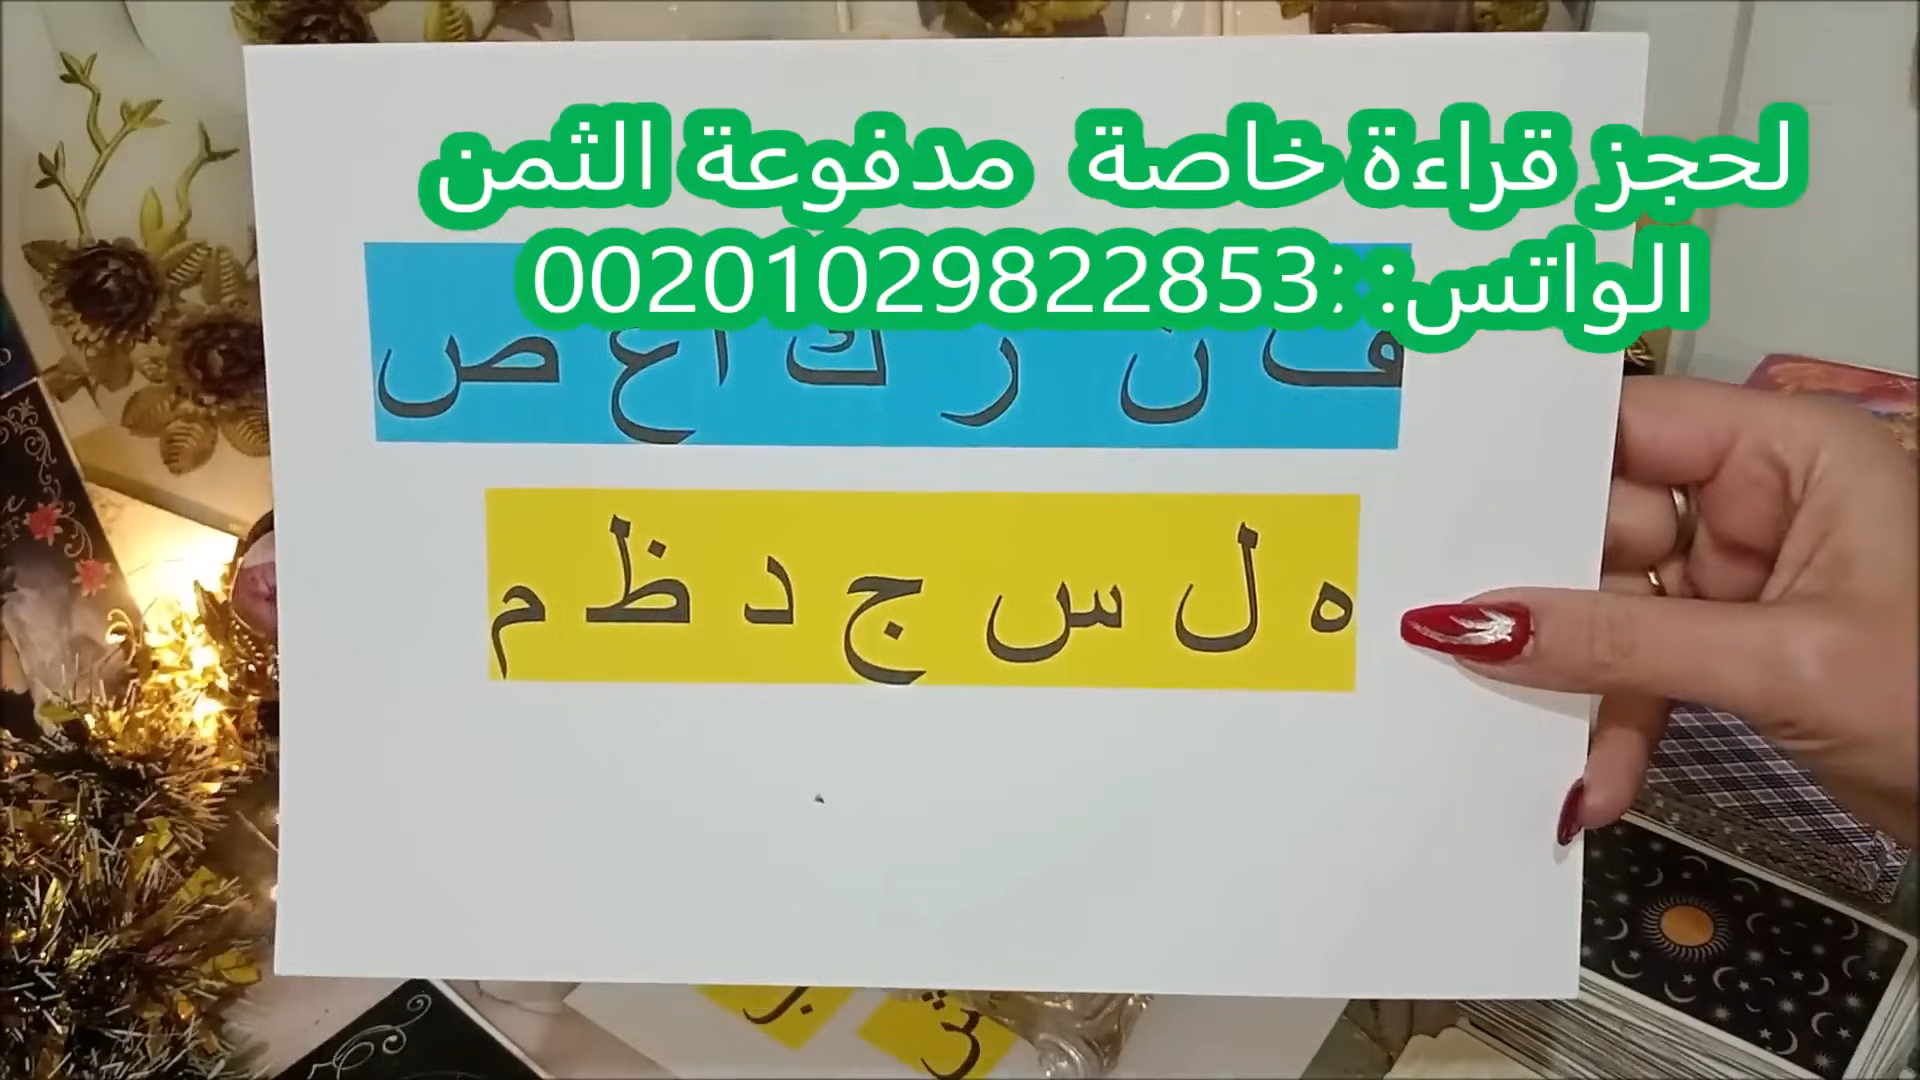 لحجز قراءة خاصة مدفوعة الثمن
الواتس: :00201029822853
ف ن ر ك ا ع ص
ه ل س ج د ظ م